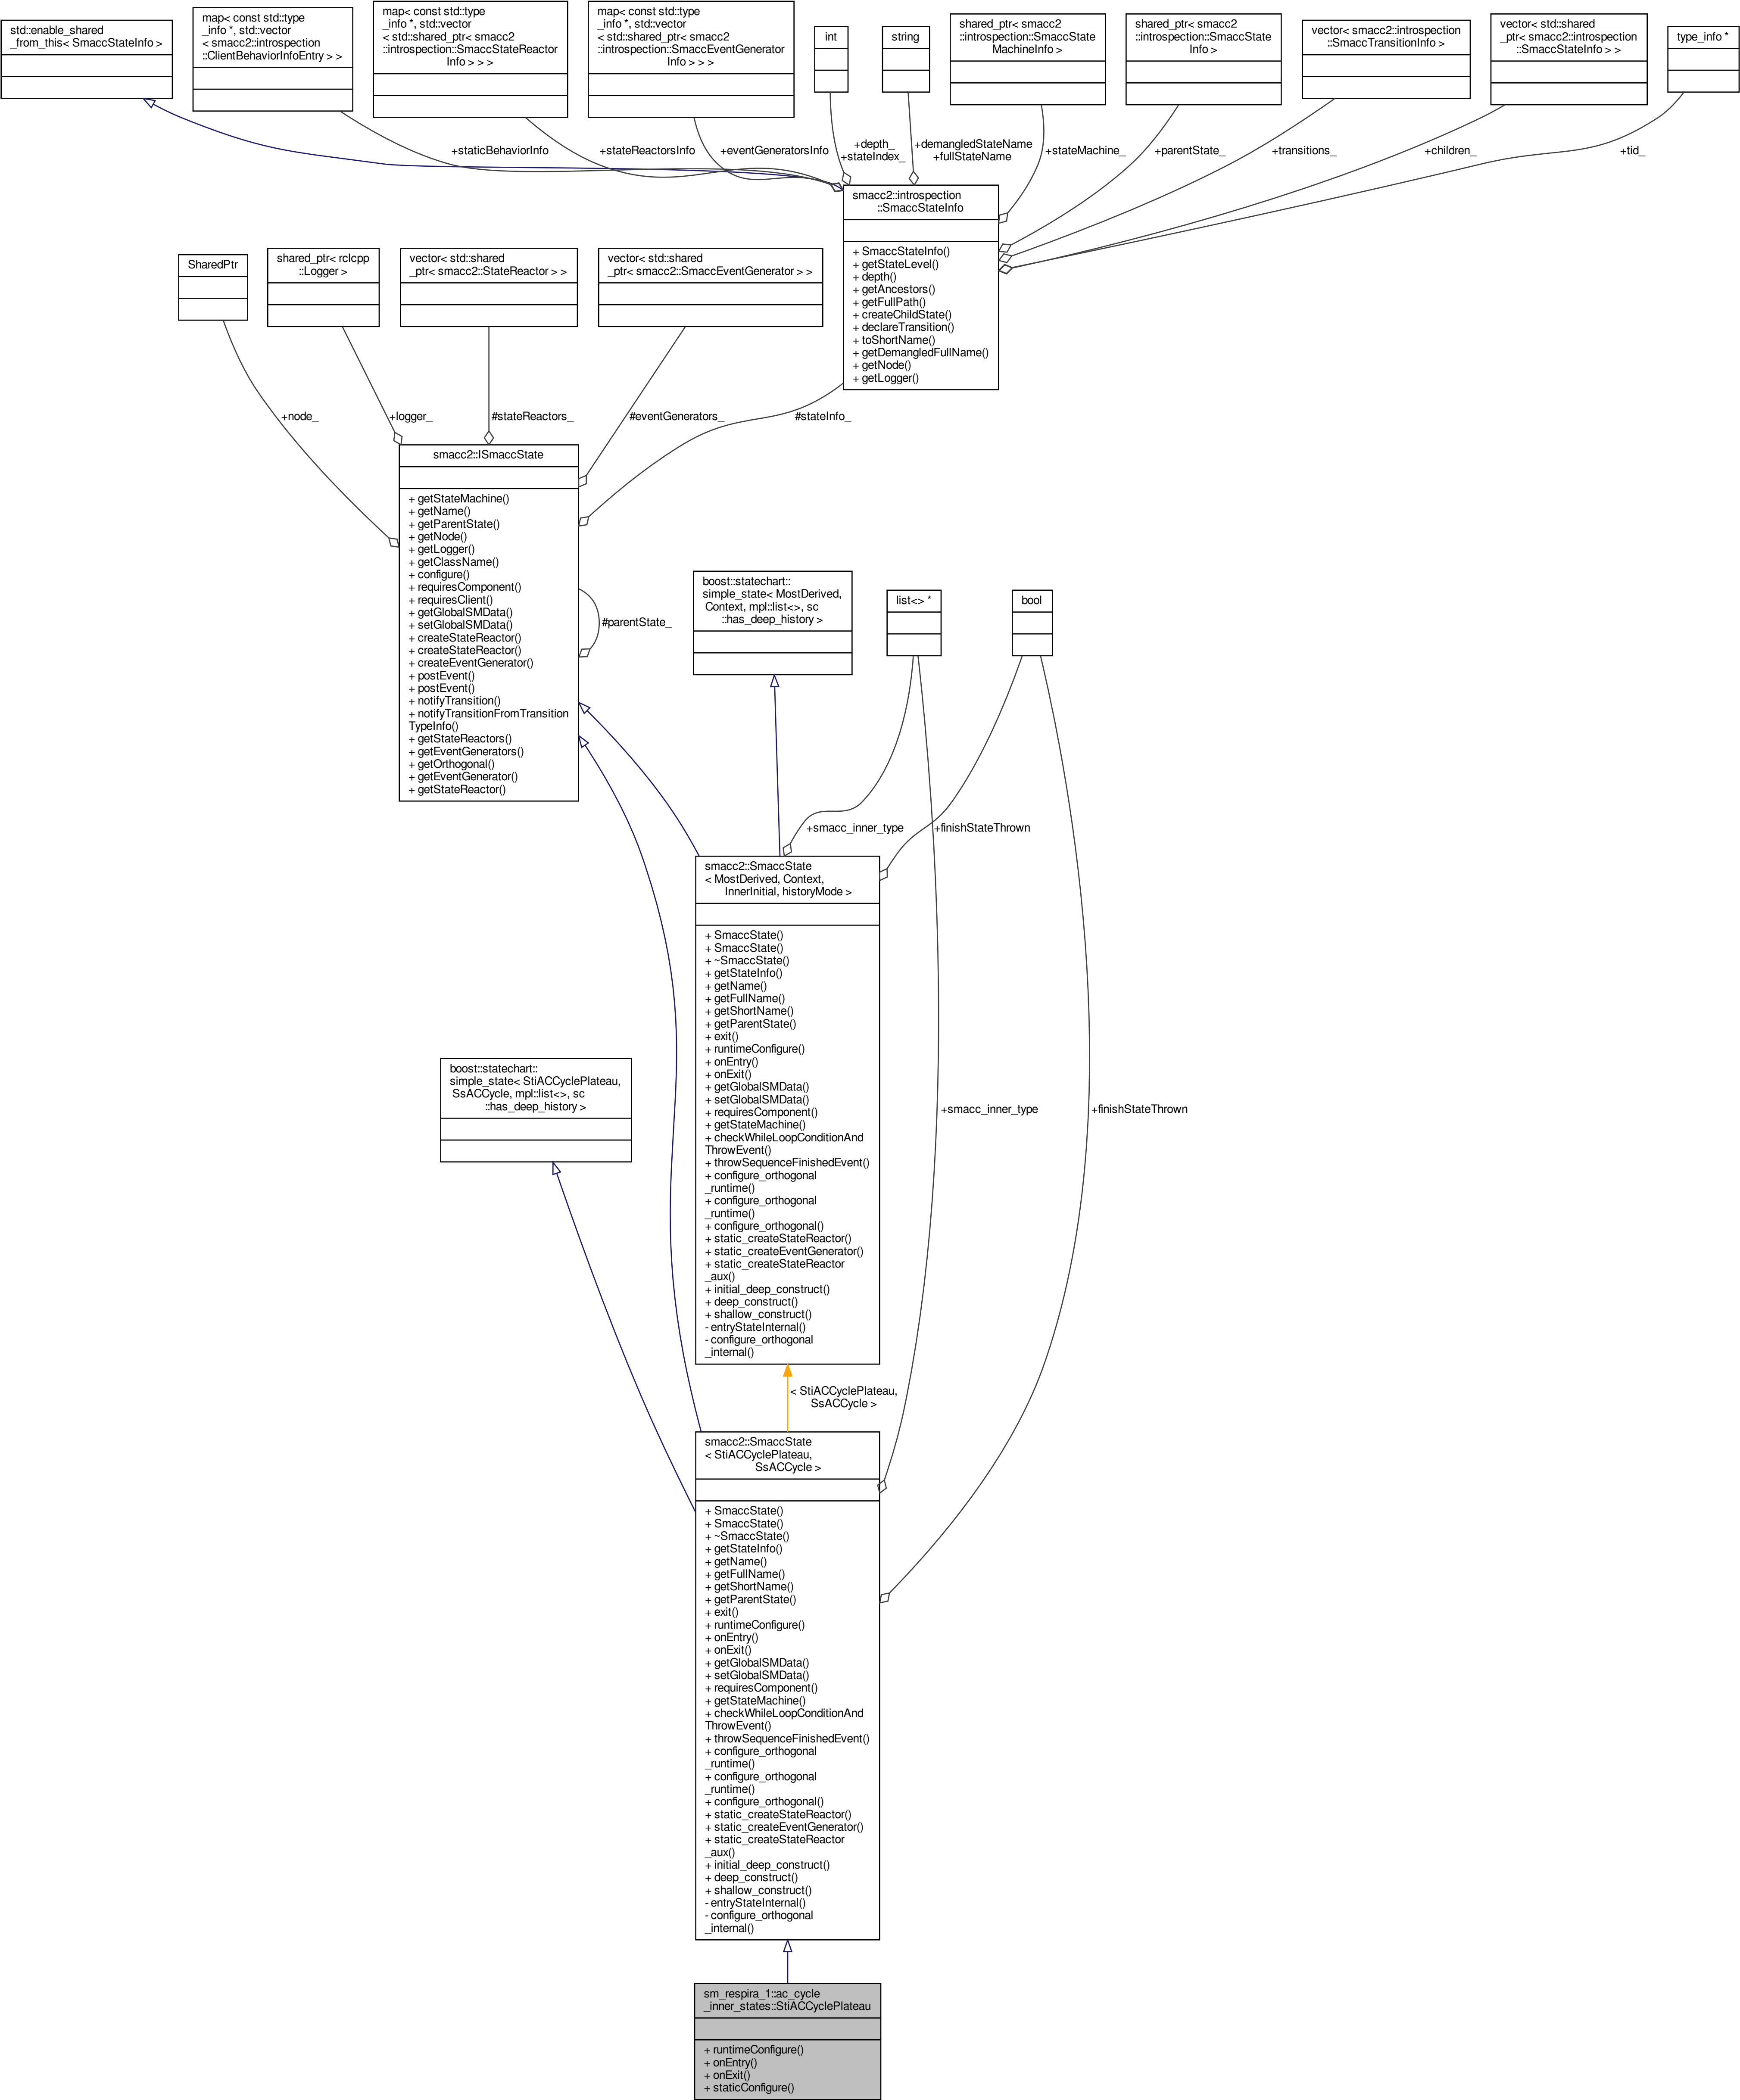 std::enable_shared
_from_this< SmaccStateInfo >
map< const std::type
_info *, std::vector
< smacc2::introspection
::ClientBehaviorInfoEntry > >
map< const std::type
_info *, std::vector
< std::shared_ptr< smacc2
::introspection::SmaccStateReactor
Info > > >
map< const std::type
_info *, std::vector
< std::shared_ptr< smacc2
::introspection::SmaccEventGenerator
Info > > >
int
string
shared_ptr< smacc2
::introspection::SmaccState
MachineInfo >
shared_ptr< smacc2
::introspection::SmaccState
Info >
vector< smacc2::introspection
::SmaccTransitionInfo >
vector< std::shared
_ptr< smacc2::introspection
::SmaccStateInfo > >
type_info *
+staticBehaviorInfo
+stateReactorsInfo
+eventGeneratorsInfo
+depth_
+stateIndex_
+demangledStateName
+fullStateName
+stateMachine_
+parentState_
+transitions_
+children_
+tid_
smacc2::introspection
::SmaccStateInfo
+ SmaccStateInfo()
+ getStateLevel()
+ depth()
+ getAncestors()
+ getFullPath()
+ createChildState()
+ declareTransition()
+ toShortName()
+ getDemangledFullName()
+ getNode()
+ getLogger()
SharedPtr
shared_ptr< rclcpp
::Logger >
vector< std::shared
_ptr< smacc2::StateReactor > >
vector< std::shared
_ptr< smacc2::SmaccEventGenerator > >
+node_
+logger_
#stateReactors_
#eventGenerators_
#stateInfo_
smacc2::ISmaccState
+ getStateMachine()
+ getName()
+ getParentState()
+ getNode()
+ getLogger()
+ getClassName()
+ configure()
+ requiresComponent()
+ requiresClient()
+ getGlobalSMData()
+ setGlobalSMData()
+ createStateReactor()
+ createStateReactor()
+ createEventGenerator()
+ postEvent()
+ postEvent()
+ notifyTransition()
+ notifyTransitionFromTransition
TypeInfo()
+ getStateReactors()
+ getEventGenerators()
+ getOrthogonal()
+ getEventGenerator()
+ getStateReactor()
#parentState_
boost::statechart::
simple_state< MostDerived,
Context, mpl::list<>, sc
::has_deep_history >
list<> *
bool
+smacc_inner_type
+finishStateThrown
smacc2::SmaccState
< MostDerived, Context,
InnerInitial, historyMode >
+ SmaccState()
+ SmaccState()
+ ~SmaccState()
+ getStateInfo()
+ getName()
+ getFullName()
+ getShortName()
+ getParentState()
+ exit()
+ runtimeConfigure()
+ onEntry()
+ onExit()
+ getGlobalSMData()
+ setGlobalSMData()
+ requiresComponent()
+ getStateMachine()
+ checkWhileLoopConditionAnd
ThrowEvent()
+ throwSequenceFinishedEvent()
+ configure_orthogonal
_runtime()
+ configure_orthogonal
_runtime()
+ configure_orthogonal()
+ static_createStateReactor()
+ static_createEventGenerator()
+ static_createStateReactor
_aux()
+ initial_deep_construct()
+ deep_construct()
+ shallow_construct()
- entryStateInternal()
- configure_orthogonal
_internal()
boost::statechart::
simple_state< StiACCyclePlateau,
SsACCycle, mpl::list<>, sc
::has_deep_history >
+smacc_inner_type
+finishStateThrown
< StiACCyclePlateau,
SsACCycle >
smacc2::SmaccState
< StiACCyclePlateau,
SsACCycle >
+ SmaccState()
+ SmaccState()
+ ~SmaccState()
+ getStateInfo()
+ getName()
+ getFullName()
+ getShortName()
+ getParentState()
+ exit()
+ runtimeConfigure()
+ onEntry()
+ onExit()
+ getGlobalSMData()
+ setGlobalSMData()
+ requiresComponent()
+ getStateMachine()
+ checkWhileLoopConditionAnd
ThrowEvent()
+ throwSequenceFinishedEvent()
+ configure_orthogonal
_runtime()
+ configure_orthogonal
_runtime()
+ configure_orthogonal()
+ static_createStateReactor()
+ static_createEventGenerator()
+ static_createStateReactor
_aux()
+ initial_deep_construct()
+ deep_construct()
+ shallow_construct()
- entryStateInternal()
- configure_orthogonal
_internal()
sm_respira_1::ac_cycle
_inner_states::StiACCyclePlateau
+ runtimeConfigure()
+ onEntry()
+ onExit()
+ staticConfigure()